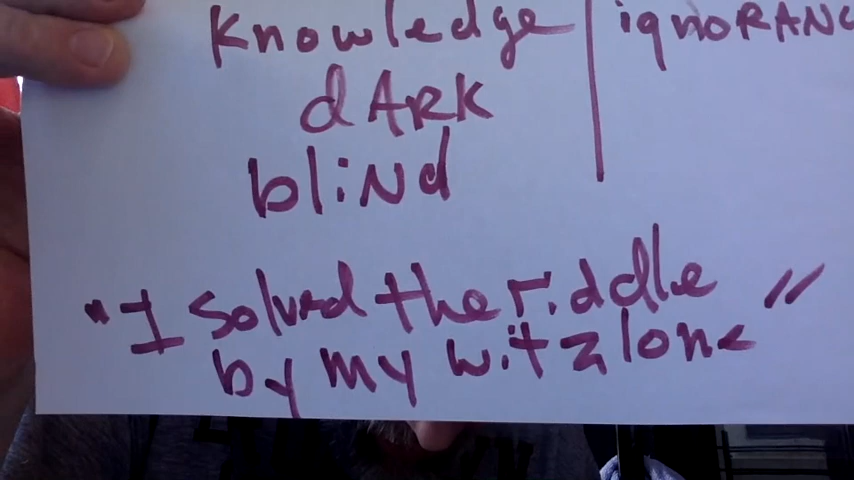 knowledge | ignoRANC
dARK
bliNd
"I solved the riddle"
by my wit alone